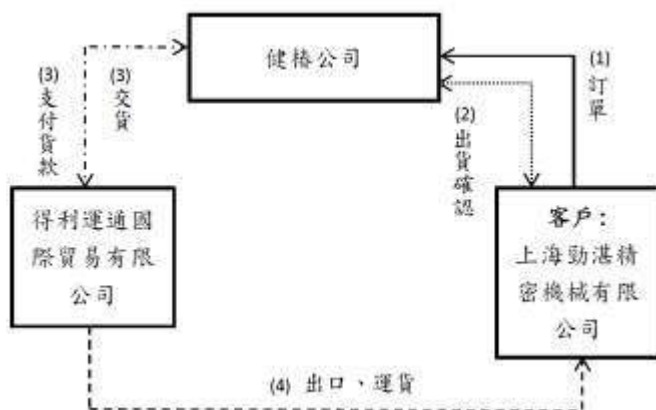 健椿公司
(1)
訂單
(2)
出貨確認
(3)
支付貨款
(3)
交貨
得利運通國
際貿易有限
公司
客戶：
上海勁湛精
密機械有限
公司
(4) 出口、運貨